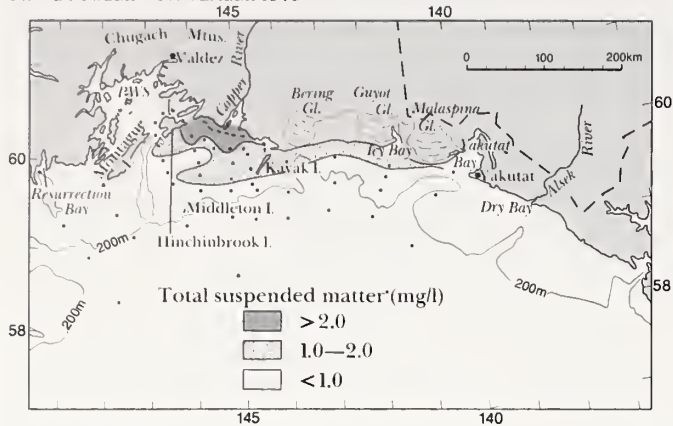 145 140
Chugach Mtns.
Valdez
PWS
Copper River
Bering Gl.
Guyot Gl.
Malaspina Gl.
0 100 200km
60 60
Montague I.
Icy Bay
Yakutat Bay
Yakutat
Alsek River
Kayak I.
Resurrection Bay
Middleton I.
Dry Bay
Hinchinbrook I.
200m
200m
200m
58 58
Total suspended matter (mg/l)
>2.0
1.0—2.0
<1.0
145 140